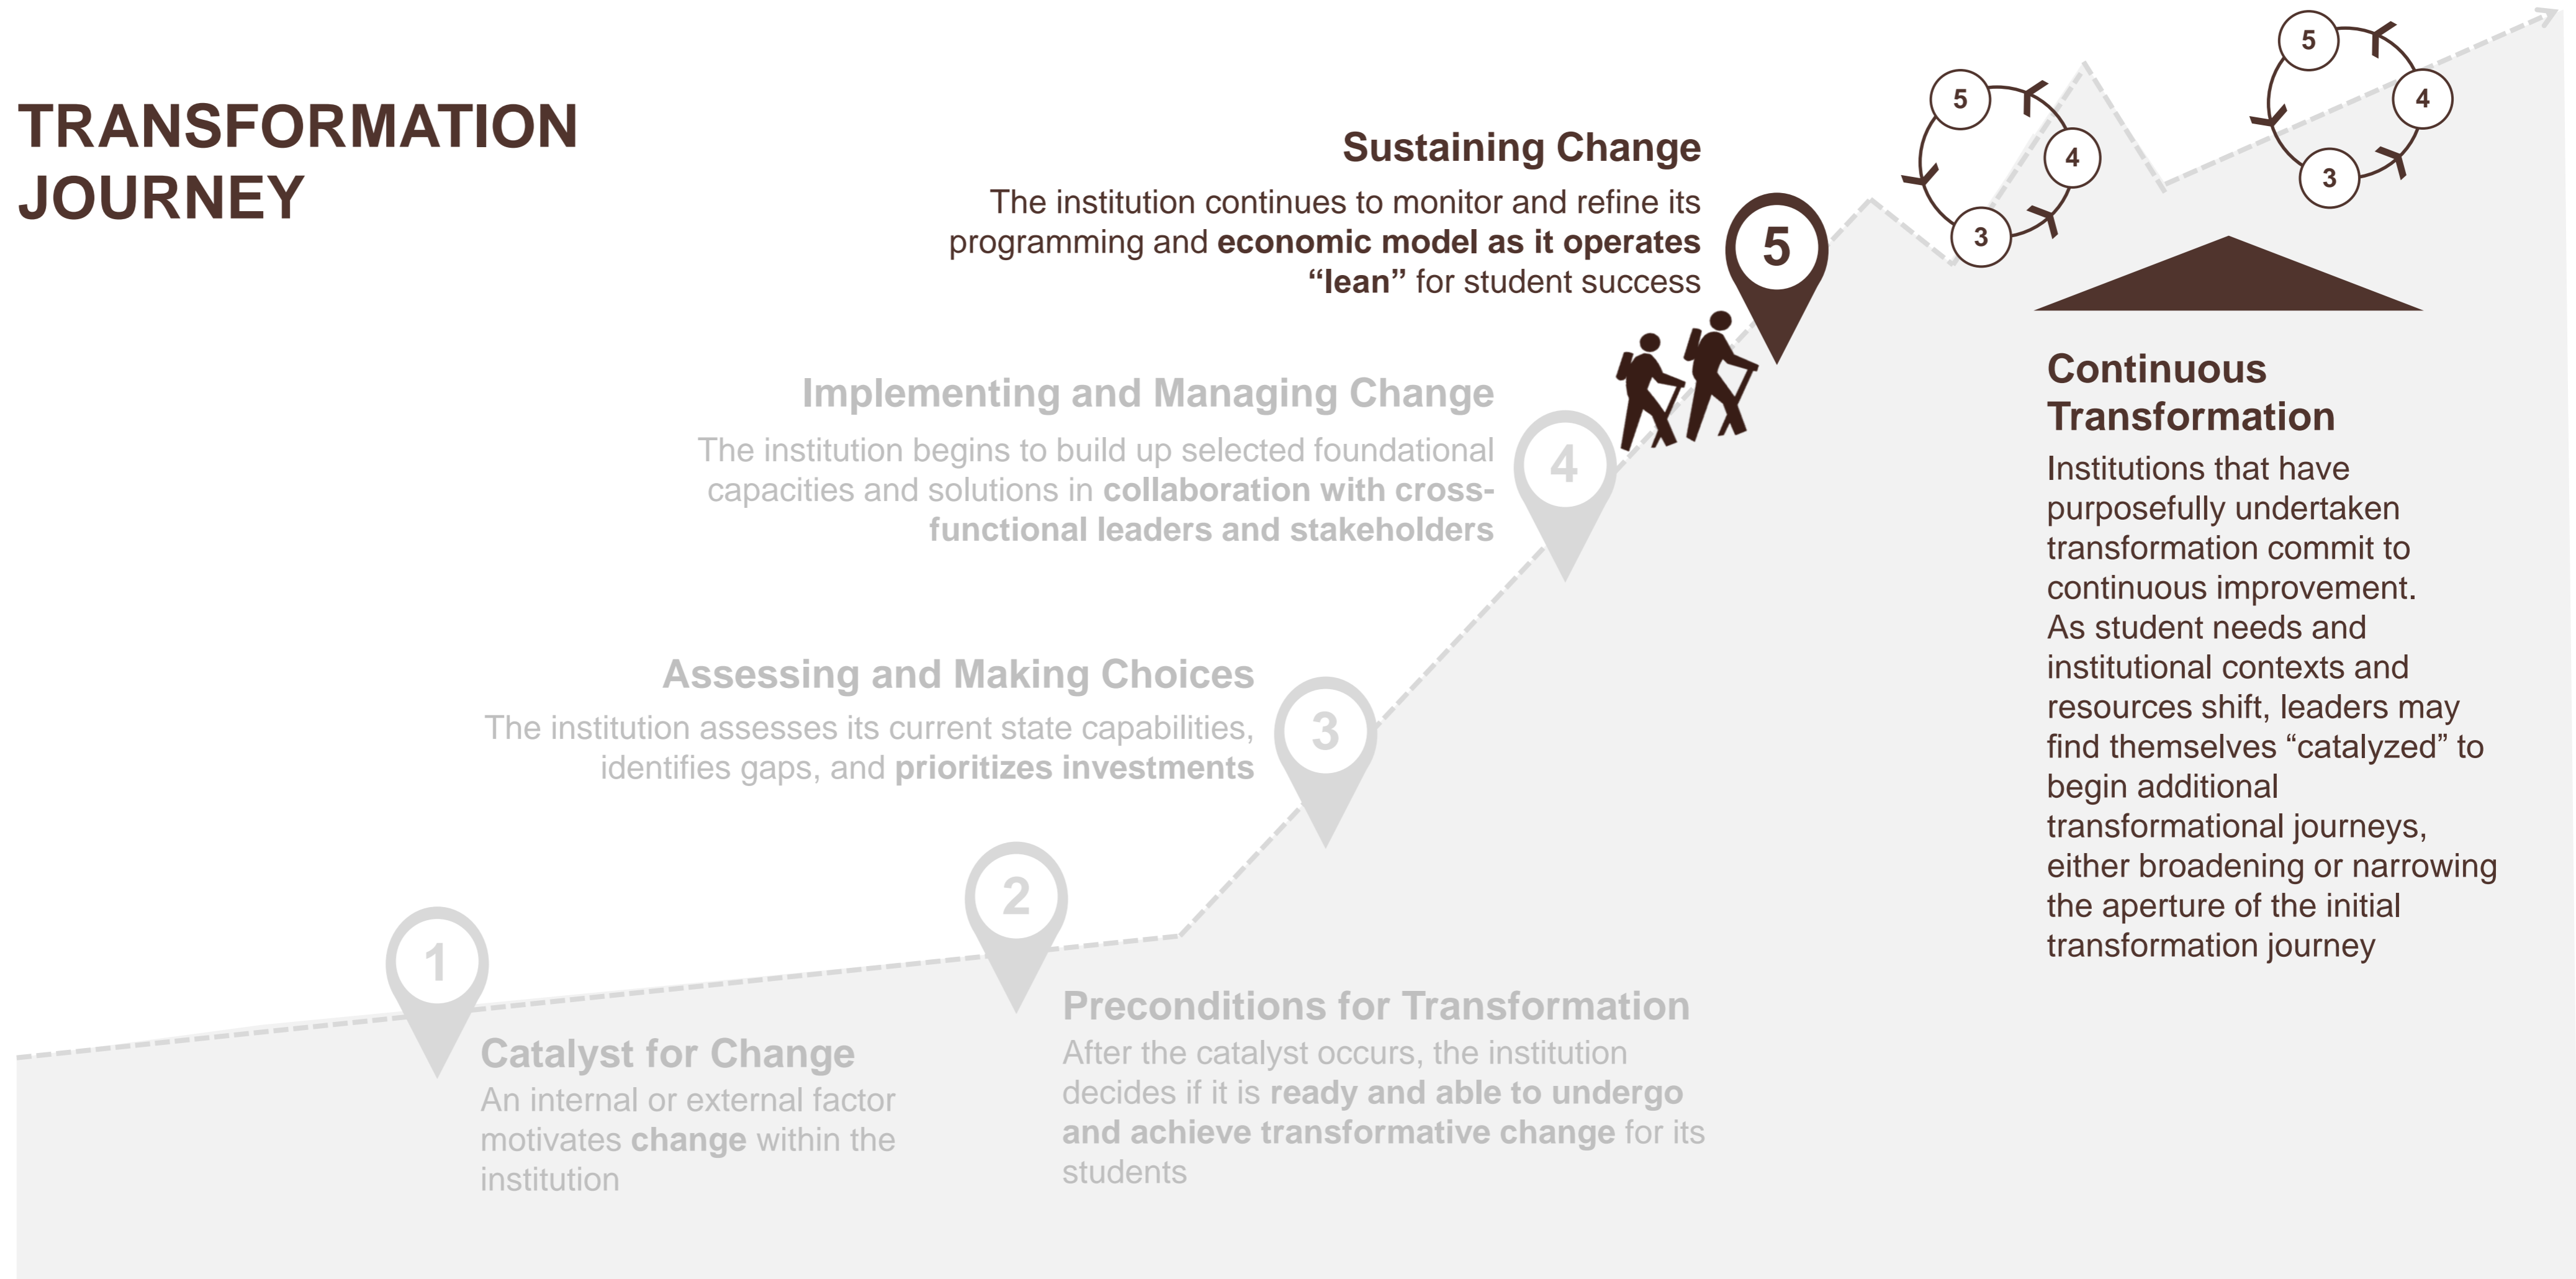 TRANSFORMATION
JOURNEY
Sustaining Change
The institution continues to monitor and refine its
programming and economic model as it operates
“lean” for student success
5
Implementing and Managing Change
The institution begins to build up selected foundational
capacities and solutions in collaboration with cross-
functional leaders and stakeholders
4
Assessing and Making Choices
The institution assesses its current state capabilities,
identifies gaps, and prioritizes investments
3
2
Preconditions for Transformation
After the catalyst occurs, the institution
decides if it is ready and able to undergo
and achieve transformative change for its
students
1
Catalyst for Change
An internal or external factor
motivates change within the
institution
5
4
3
5
4
3
Continuous
Transformation
Institutions that have
purposefully undertaken
transformation commit to
continuous improvement.
As student needs and
institutional contexts and
resources shift, leaders may
find themselves “catalyzed” to
begin additional
transformational journeys,
either broadening or narrowing
the aperture of the initial
transformation journey